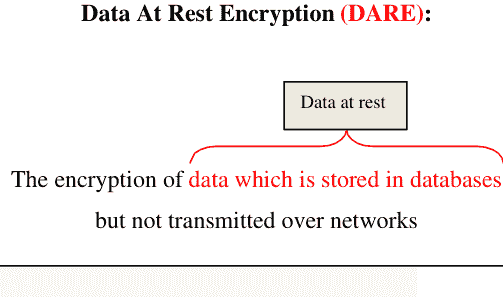 Data At Rest Encryption (DARE):
Data at rest
The encryption of data which is stored in databases
but not transmitted over networks